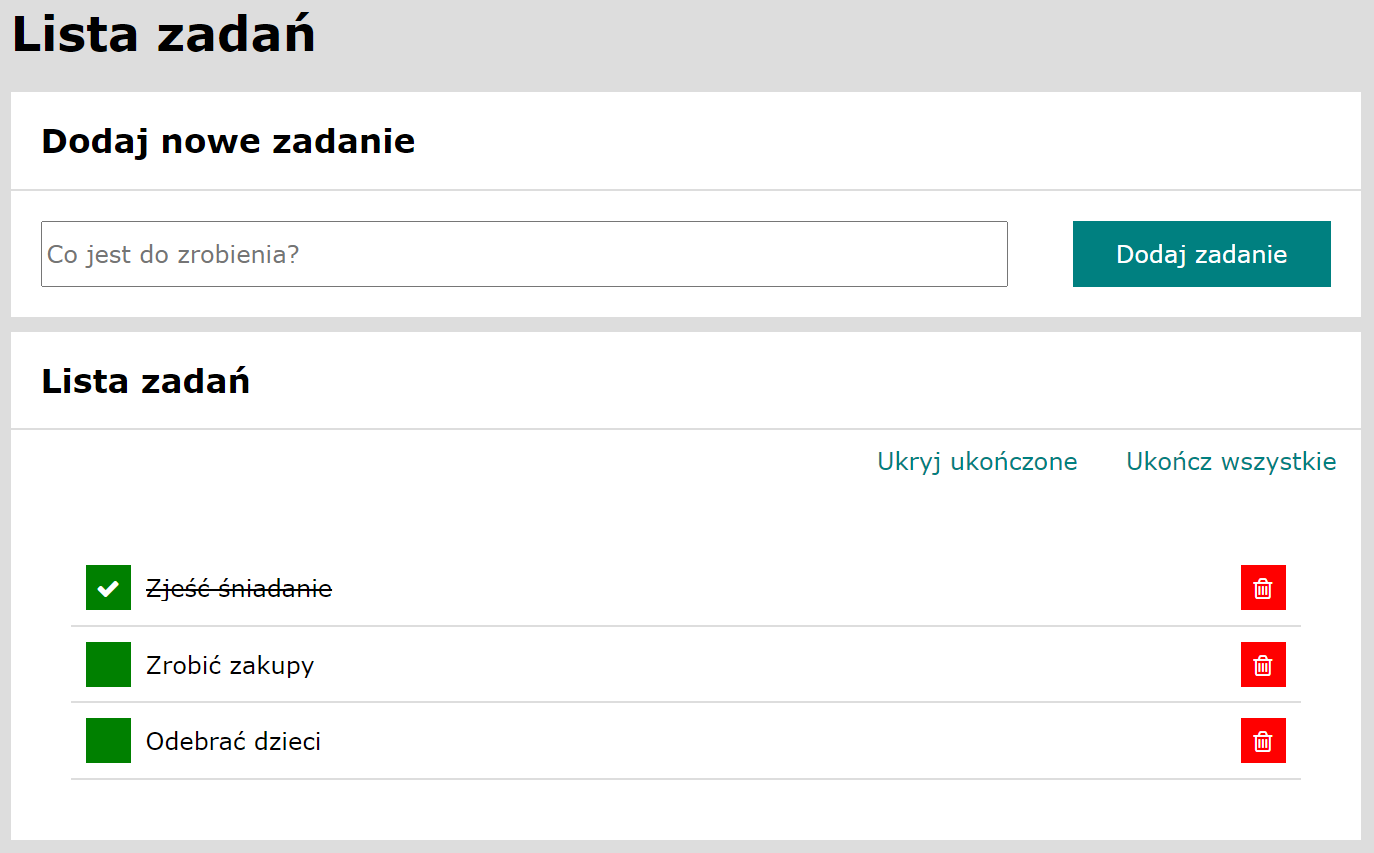 Lista zadań
Dodaj nowe zadanie
Co jest do zrobienia?
Dodaj zadanie
Lista zadań
Ukryj ukończone
Ukończ wszystkie
Zjeść śniadanie
Zrobić zakupy
Odebrać dzieci